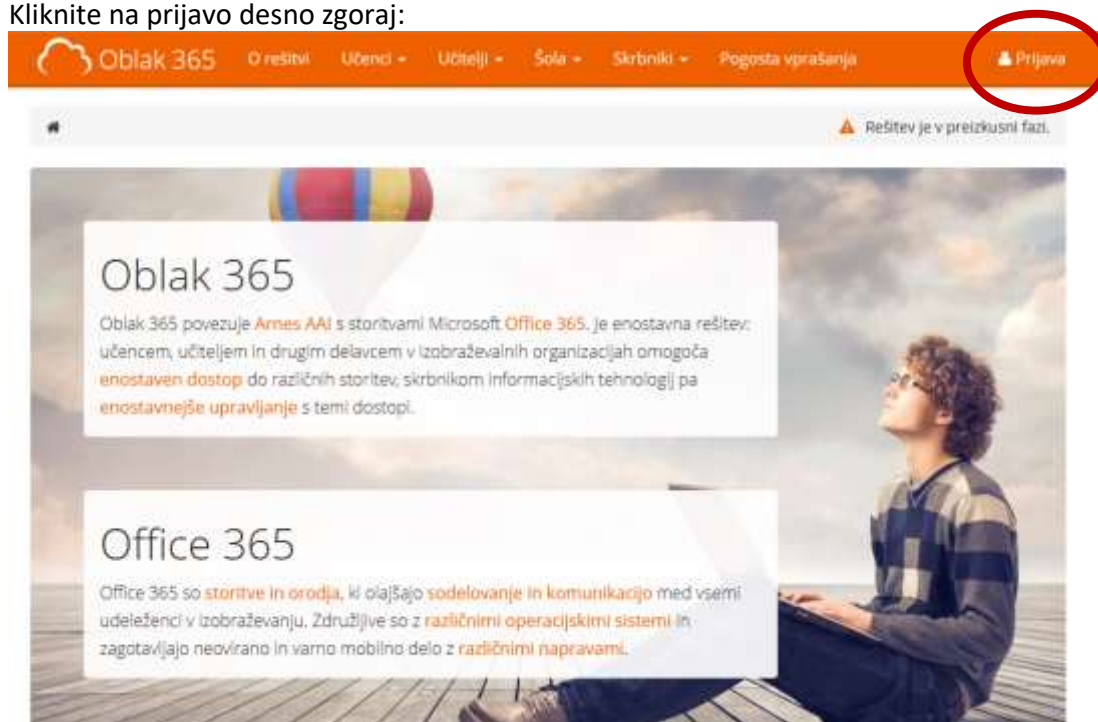 Kliknite na prijavo desno zgoraj:
Oblak 365 O rešitvi Učenci Učitelji Šola Skrbniki Pogosta vprašanja Prijava
Rešitev je v preizkusni fazi.
Oblak 365
Oblak 365 povezuje Arnes AAI s storitvami Microsoft Office 365. Je enostavna rešitev:
učencem, učiteljem in drugim delavcem v izobraževalnih organizacijah omogoča
enostaven dostop do različnih storitev, skrbnikom informacijskih tehnologij pa
enostavnejše upravljanje s temi dostopi.
Office 365
Office 365 so storitve in orodja, ki olajšajo sodelovanje in komunikacijo med vsemi
udeleženci v izobraževanju. Združljive so z različnimi operacijskimi sistemi in
zagotavljajo neovirano in varno mobilno delo z različnimi napravami.